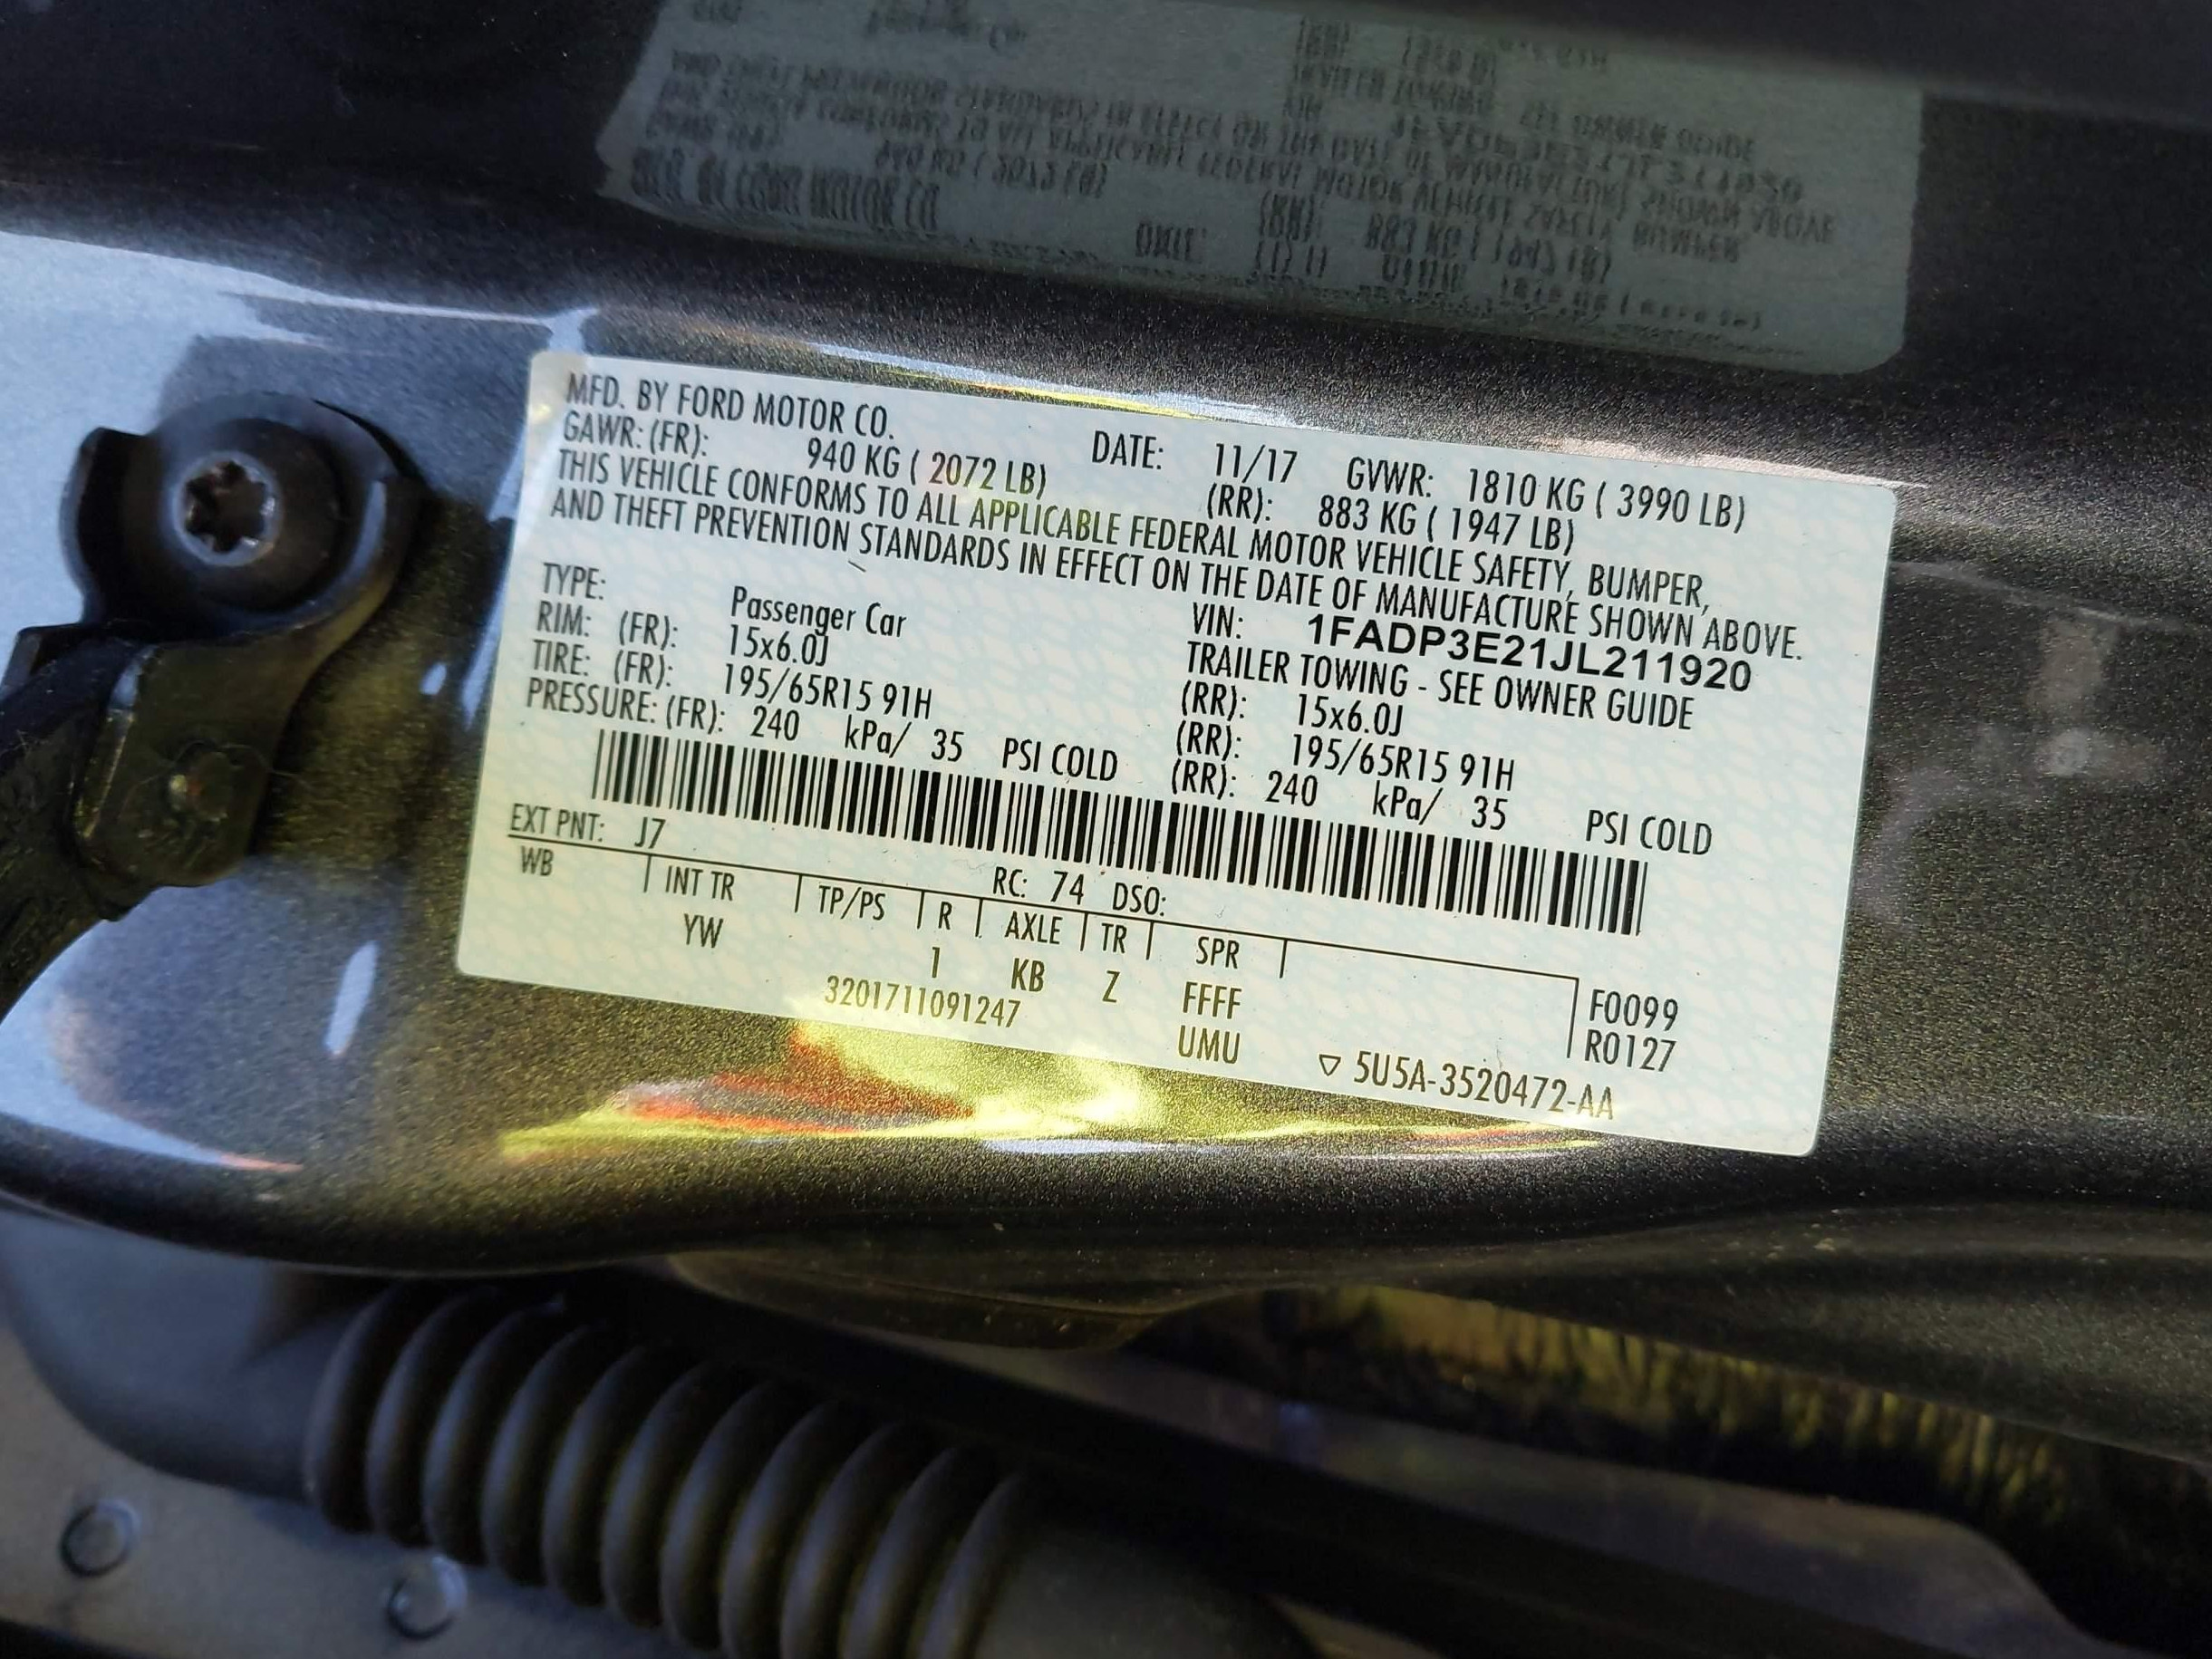 MFD. BY FORD MOTOR CO. DATE: 11/17 GVWR: 1810 KG ( 3990 LB)
GAWR: (FR): 940 KG ( 2072 LB) (RR): 883 KG ( 1947 LB)
THIS VEHICLE CONFORMS TO ALL APPLICABLE FEDERAL MOTOR VEHICLE SAFETY, BUMPER,
AND THEFT PREVENTION STANDARDS IN EFFECT ON THE DATE OF MANUFACTURE SHOWN ABOVE.
VIN: 1FADP3E21JL211920
TYPE: Passenger Car TRAILER TOWING - SEE OWNER GUIDE
RIM: (FR): 15x6.0J (RR): 15x6.0J
TIRE: (FR): 195/65R15 91H (RR): 195/65R15 91H
PRESSURE: (FR): 240 kPa/ 35 PSI COLD (RR): 240 kPa/ 35 PSI COLD
EXT PNT: J7 RC: 74 DSO:
WB INT TR TP/PS R AXLE TR SPR
YW 1 KB Z FFFF F0099
UMU R0127
3201711091247 ▽ 5U5A-3520472-AA